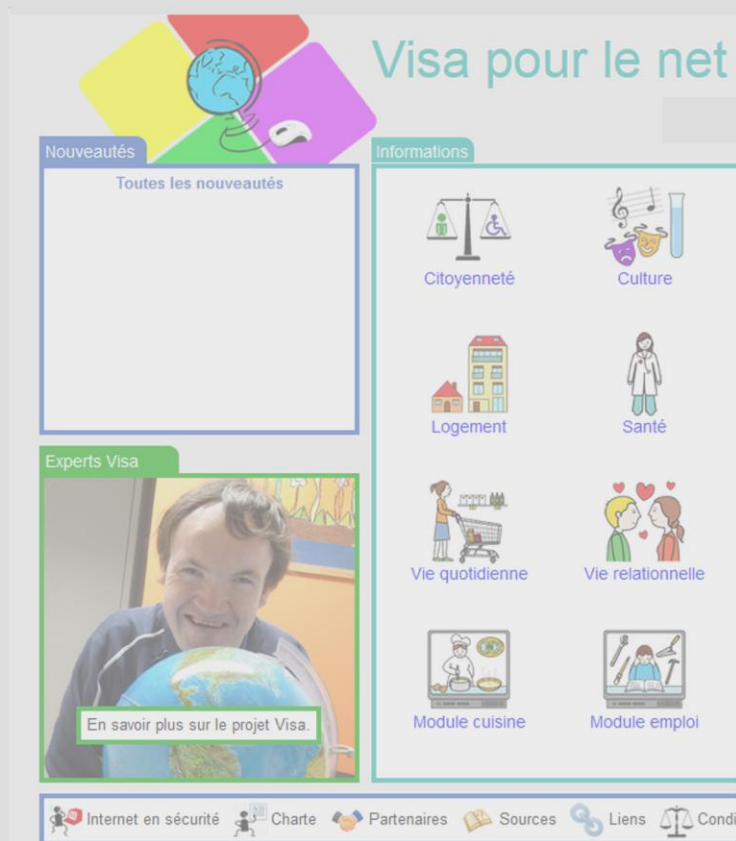 Visa pour le net
Nouveautés
Toutes les nouveautés
Informations
Citoyenneté
Culture
Logement
Santé
Experts Visa
En savoir plus sur le projet Visa.
Vie quotidienne
Vie relationnelle
Module cuisine
Module emploi
Internet en sécurité
Charte
Partenaires
Sources
Liens